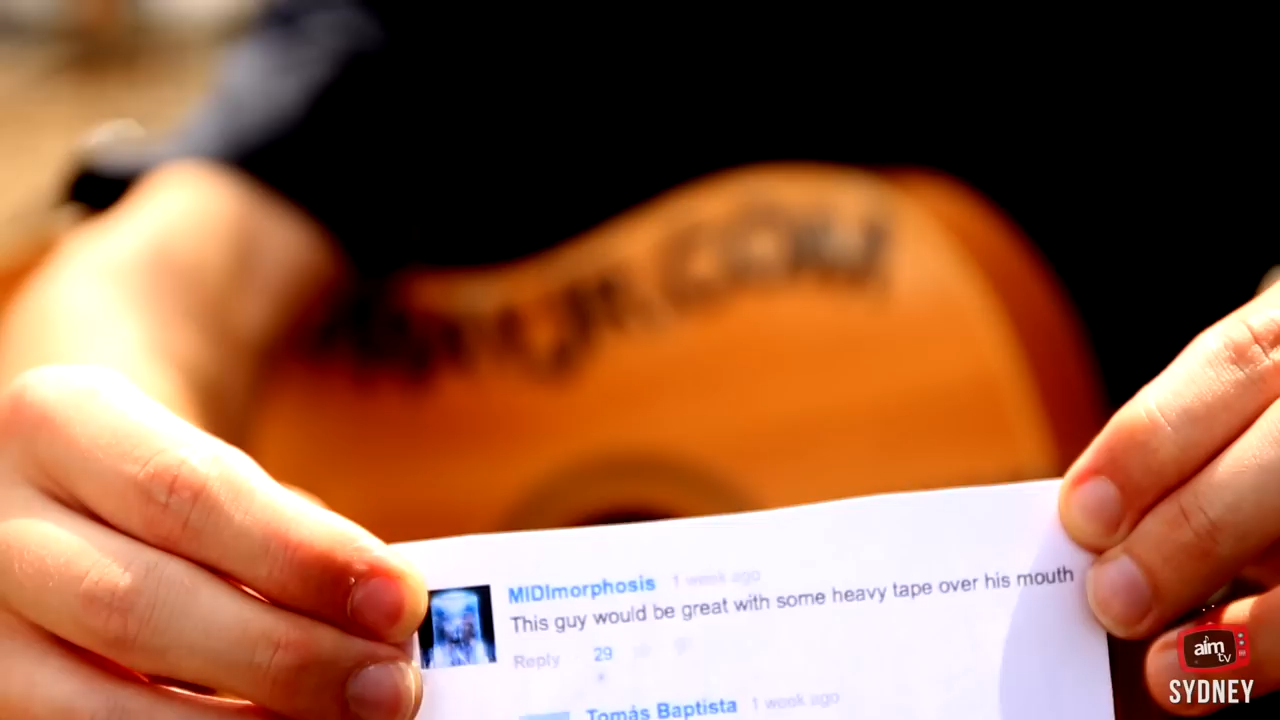 MIDImorphosis 1 week ago
This guy would be great with some heavy tape over his mouth
Reply 29
Tomás Baptista 1 week ago
aim
tv
SYDNEY